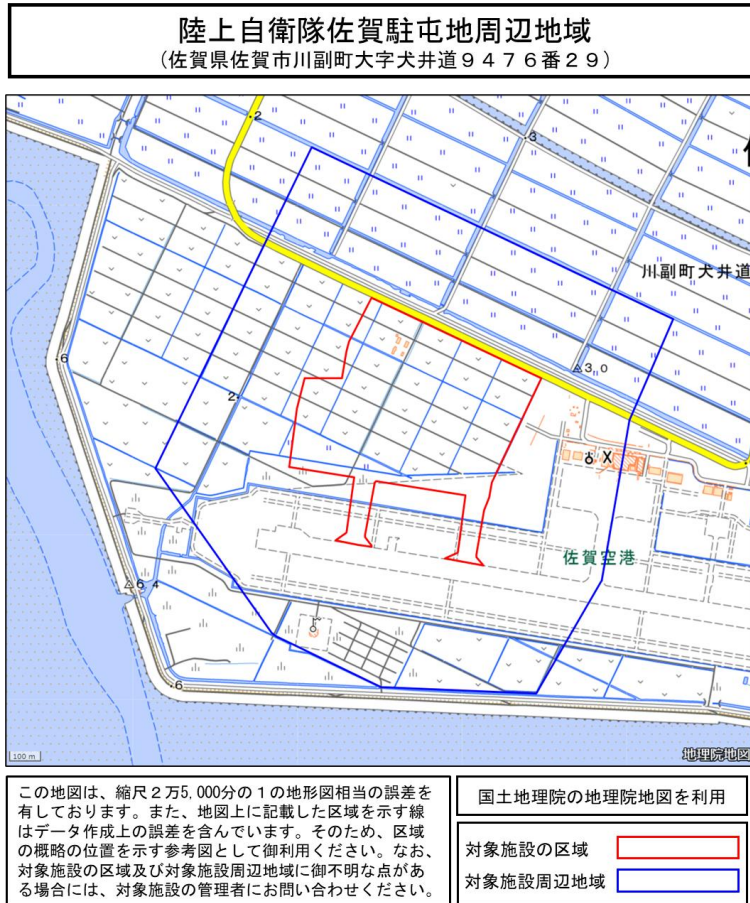 陸上自衛隊佐賀駐屯地周辺地域
(佐賀県佐賀市川副町大字犬井道9476番29)
2
3
川副町犬井道
6
3.0
2
X
佐賀空港
6.4
6
100 m
地理院地図
この地図は、縮尺2万5,000分の1の地形図相当の誤差を
有しております。また、地図上に記載した区域を示す線
はデータ作成上の誤差を含んでいます。そのため、区域
の概略の位置を示す参考図として御利用ください。なお、
対象施設の区域及び対象施設周辺地域に御不明な点があ
る場合には、対象施設の管理者にお問い合わせください。
国土地理院の地理院地図を利用
対象施設の区域
対象施設周辺地域